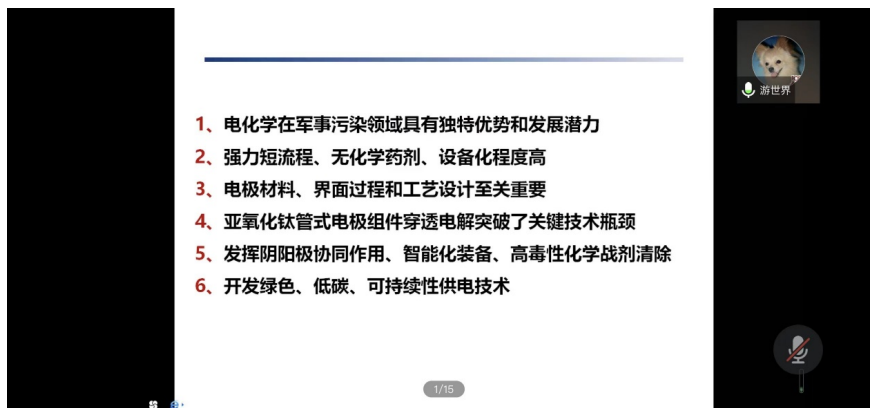 1、电化学在军事污染领域具有独特优势和发展潜力
2、强力短流程、无化学药剂、设备化程度高
3、电极材料、界面过程和工艺设计至关重要
4、亚氧化钛管式电极组件穿透电解突破了关键技术瓶颈
5、发挥阴阳极协同作用、智能化装备、高毒性化学战剂清除
6、开发绿色、低碳、可持续性供电技术
游世界
1/15